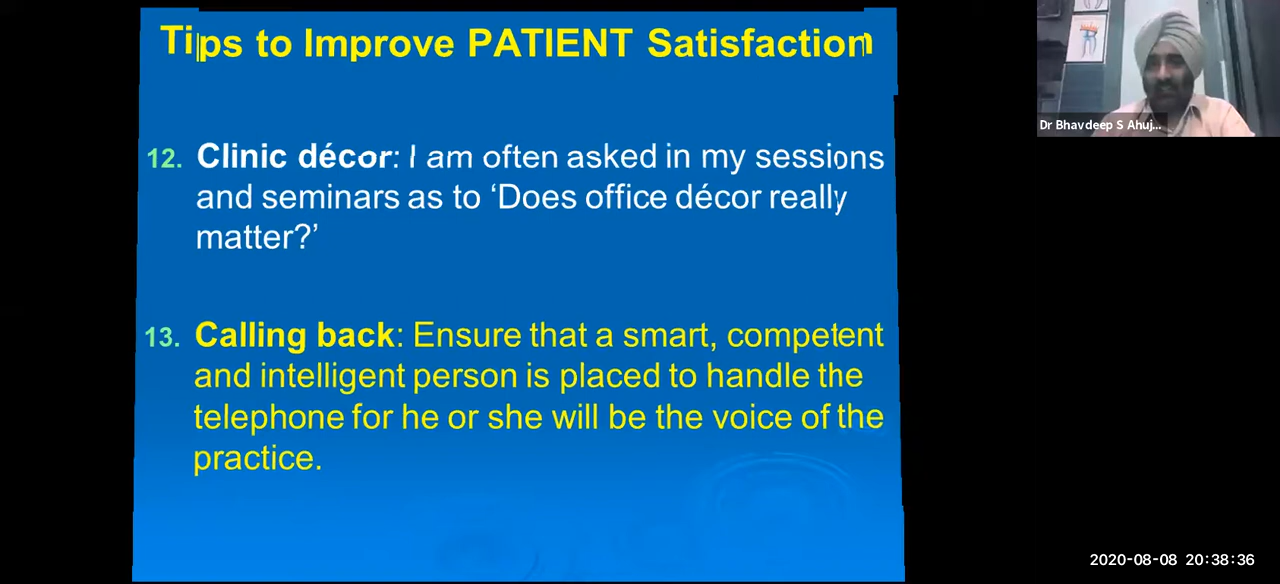 Tips to Improve PATIENT Satisfaction
12. Clinic décor: I am often asked in my sessions
and seminars as to ‘Does office décor really
matter?’
13. Calling back: Ensure that a smart, competent
and intelligent person is placed to handle the
telephone for he or she will be the voice of the
practice.
Dr Bhavdeep S Ahuj...
2020-08-08 20:38:36